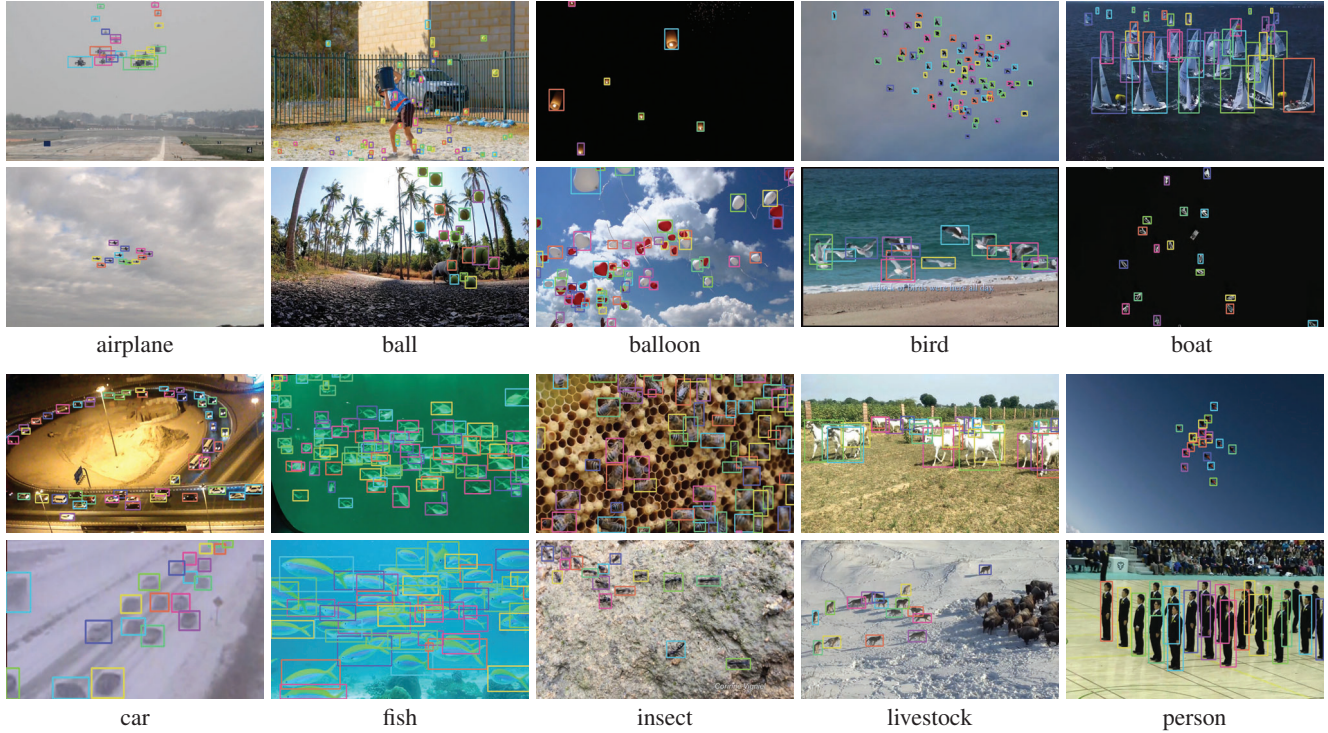 airplane
ball
balloon
bird
boat
car
fish
insect
livestock
person